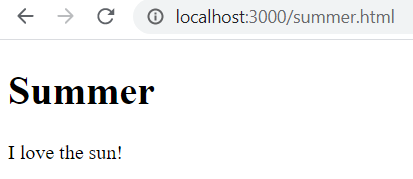 localhost:3000/summer.html
Summer
I love the sun!